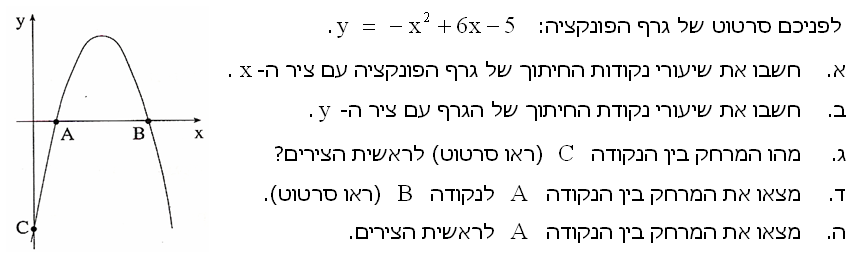 לפניכם סרטוט של גרף הפונקציה: y = − x² + 6x − 5 .
א. חשבו את שיעורי נקודות החיתוך של גרף הפונקציה עם ציר ה- x .
ב. חשבו את שיעורי נקודת החיתוך של הגרף עם ציר ה- y .
ג. מהו המרחק בין הנקודה C (ראו סרטוט) לראשית הצירים?
ד. מצאו את המרחק בין הנקודה A לנקודה B (ראו סרטוט).
ה. מצאו את המרחק בין הנקודה A לראשית הצירים.
y
A B x
C